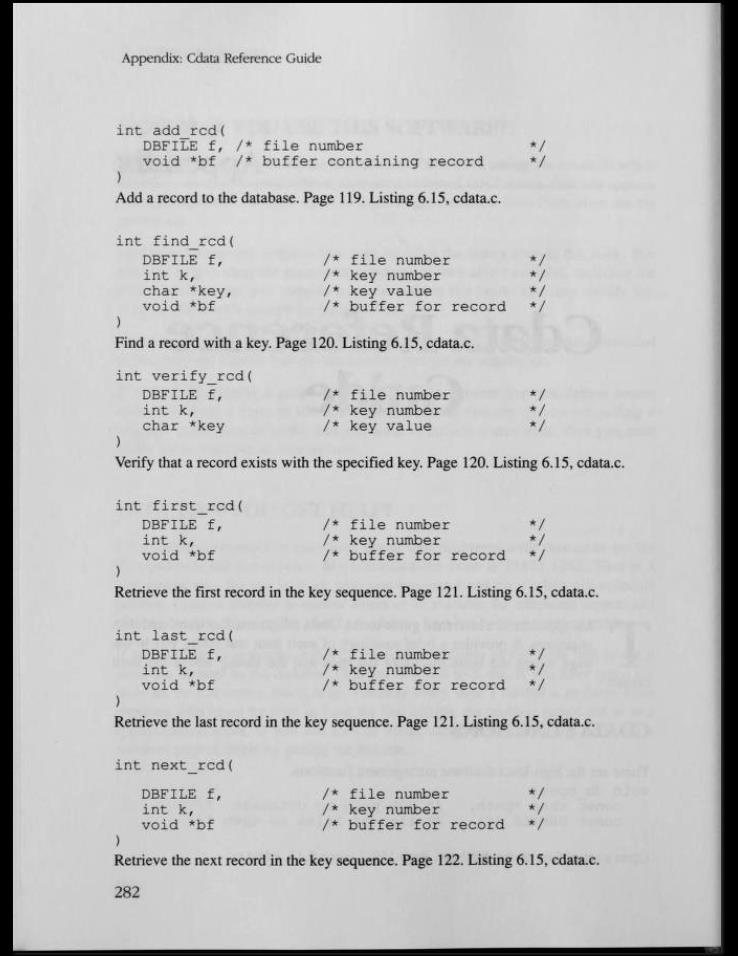 Appendix: Cdata Reference Guide
int add_rcd(
DBFILE f, /* file number */
void *bf /* buffer containing record */
)
Add a record to the database. Page 119. Listing 6.15, cdata.c.
int find_rcd(
DBFILE f, /* file number */
int k, /* key number */
char *key, /* key value */
void *bf /* buffer for record */
)
Find a record with a key. Page 120. Listing 6.15, cdata.c.
int verify_rcd(
DBFILE f, /* file number */
int k, /* key number */
char *key /* key value */
)
Verify that a record exists with the specified key. Page 120. Listing 6.15, cdata.c.
int first_rcd(
DBFILE f, /* file number */
int k, /* key number */
void *bf /* buffer for record */
)
Retrieve the first record in the key sequence. Page 121. Listing 6.15, cdata.c.
int last_rcd(
DBFILE f, /* file number */
int k, /* key number */
void *bf /* buffer for record */
)
Retrieve the last record in the key sequence. Page 121. Listing 6.15, cdata.c.
int next_rcd(
DBFILE f, /* file number */
int k, /* key number */
void *bf /* buffer for record */
)
Retrieve the next record in the key sequence. Page 122. Listing 6.15, cdata.c.
282